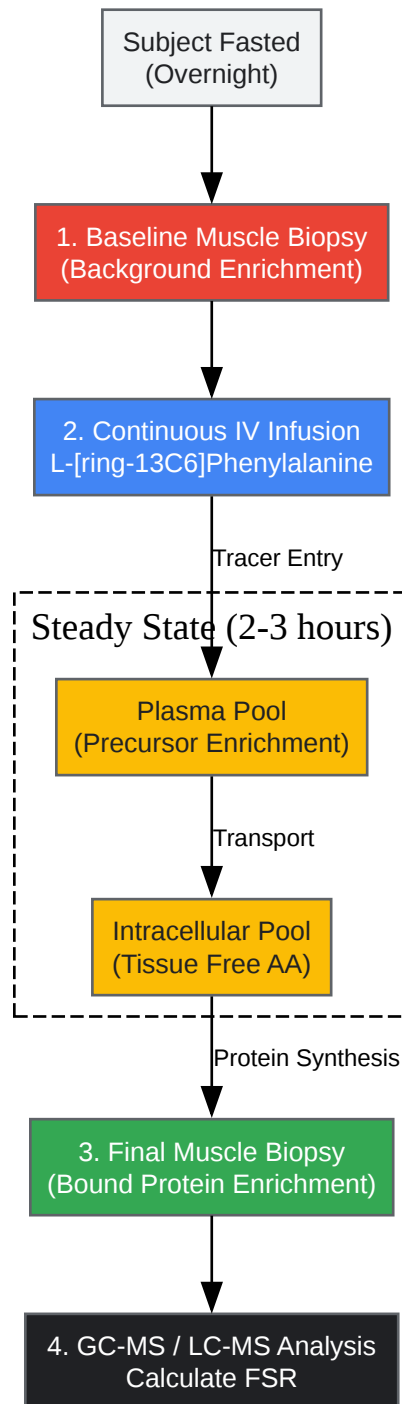 Subject Fasted
(Overnight)
1. Baseline Muscle Biopsy
(Background Enrichment)
2. Continuous IV Infusion
L-[ring-13C6]Phenylalanine
Tracer Entry
Steady State (2-3 hours)
Plasma Pool
(Precursor Enrichment)
Transport
Intracellular Pool
(Tissue Free AA)
Protein Synthesis
3. Final Muscle Biopsy
(Bound Protein Enrichment)
4. GC-MS / LC-MS Analysis
Calculate FSR